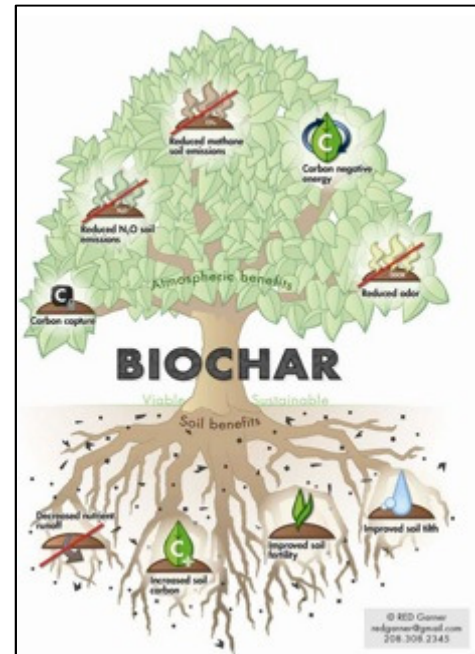 Reduced methane
soil emissions
Carbon negative
energy
Reduced N₂O soil
emissions
Atmospheric benefits
Reduced odor
C
Carbon capture
C
BIOCHAR
Viable Sustainable
Soil benefits
Decreased nutrient
runoff
C+
Increased soil
carbon
Improved soil
fertility
Improved soil tilth
© RED Garner
redgarner@gmail.com
208.308.2345